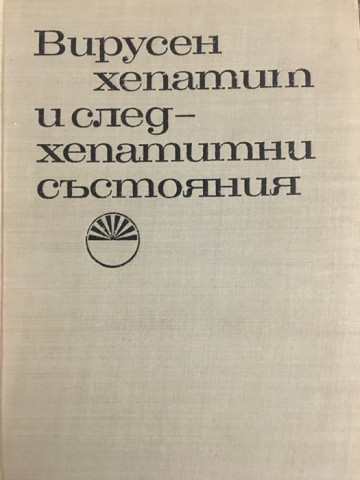 Вирусен
хепатит
и след-
хепатитни
състояния